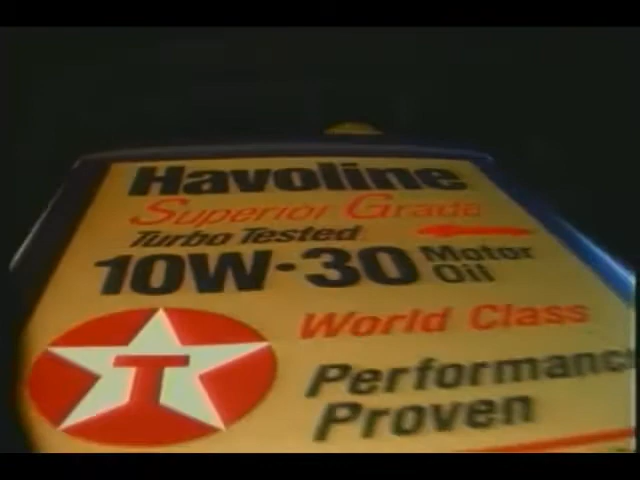 Havoline
Superior Grade
Turbo Tested
10W-30 Motor Oil
World Class
Performance
Proven
T